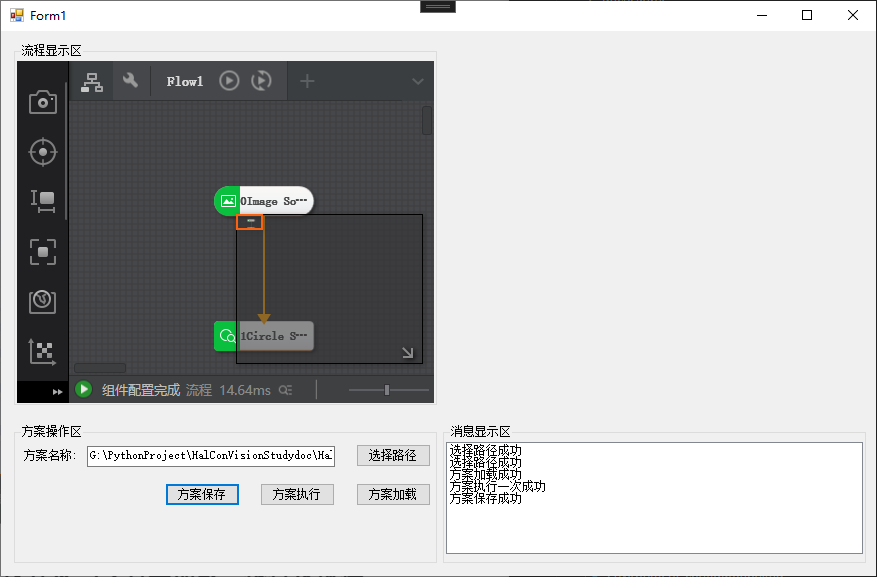 Form1
流程显示区
Flow1
0Image So···
1Circle S···
组件配置完成 流程 14.64ms
方案操作区
方案名称:
G:\PythonProject\HalConVisionStudydoc\Hal
选择路径
方案保存
方案执行
方案加载
消息显示区
选择路径成功
选择路径成功
方案加载成功
方案执行一次成功
方案保存成功